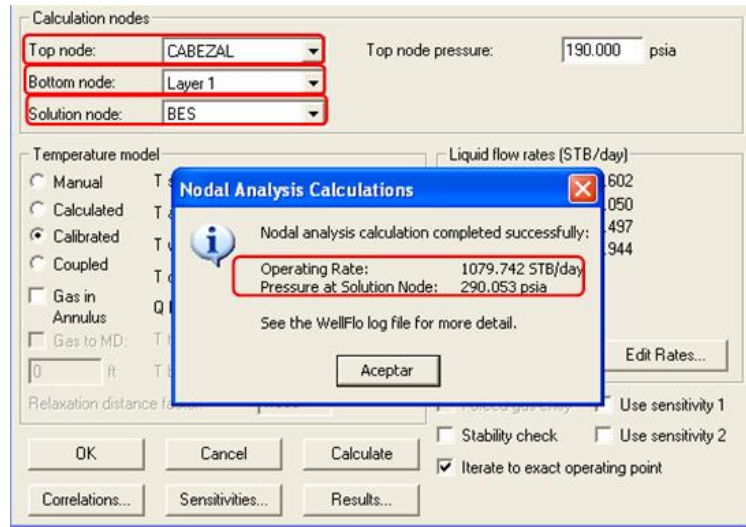 Calculation nodes
Top node: CABEZAL Top node pressure: 190.000 psia
Bottom node: Layer 1
Solution node: BES
Temperature model Liquid flow rates (STB/day)
Manual T .602
Calculated T .050
Calibrated T .497
Coupled T .944
Gas in Annulus Q
Gas to MD: T
0 ft T
Relaxation distance
Nodal Analysis Calculations
Nodal analysis calculation completed successfully:
Operating Rate: 1079.742 STB/day
Pressure at Solution Node: 290.053 psia
See the WellFlo log file for more detail.
Aceptar
Edit Rates...
Use sensitivity 1
Stability check Use sensitivity 2
Iterate to exact operating point
OK Cancel Calculate
Correlations... Sensitivities... Results...